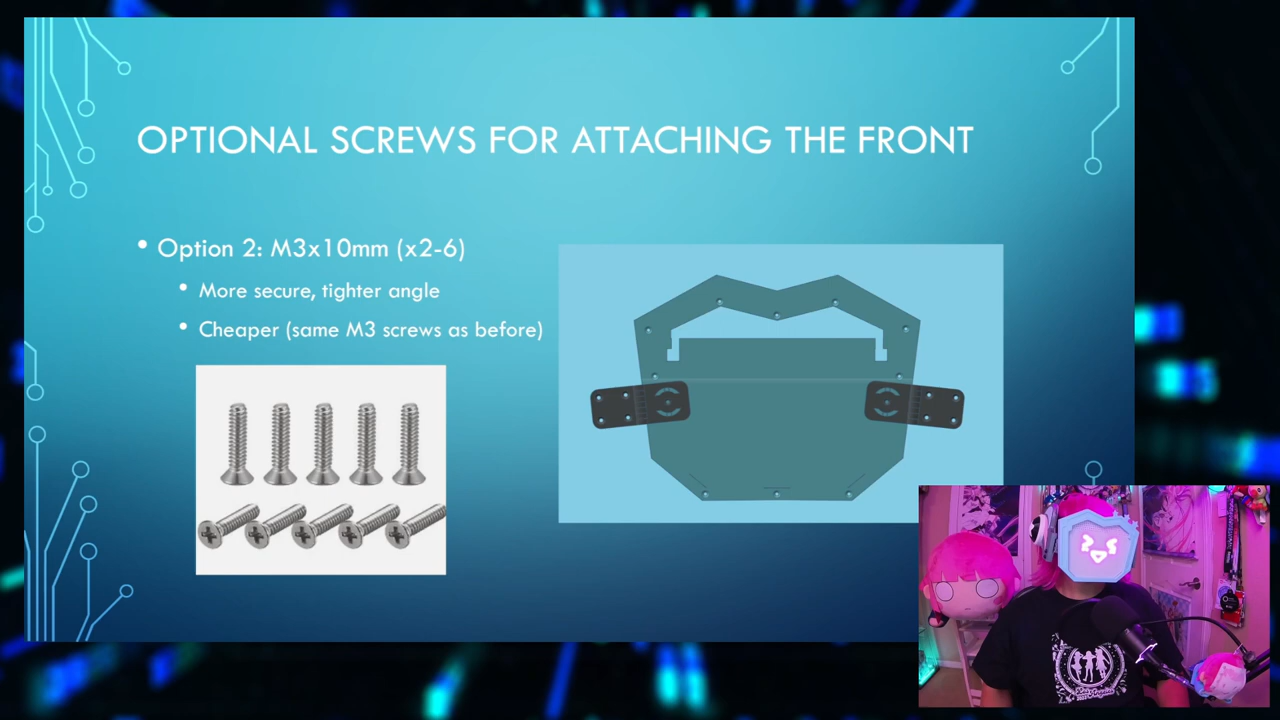 OPTIONAL SCREWS FOR ATTACHING THE FRONT
• Option 2: M3x10mm (x2-6)
• More secure, tighter angle
• Cheaper (same M3 screws as before)